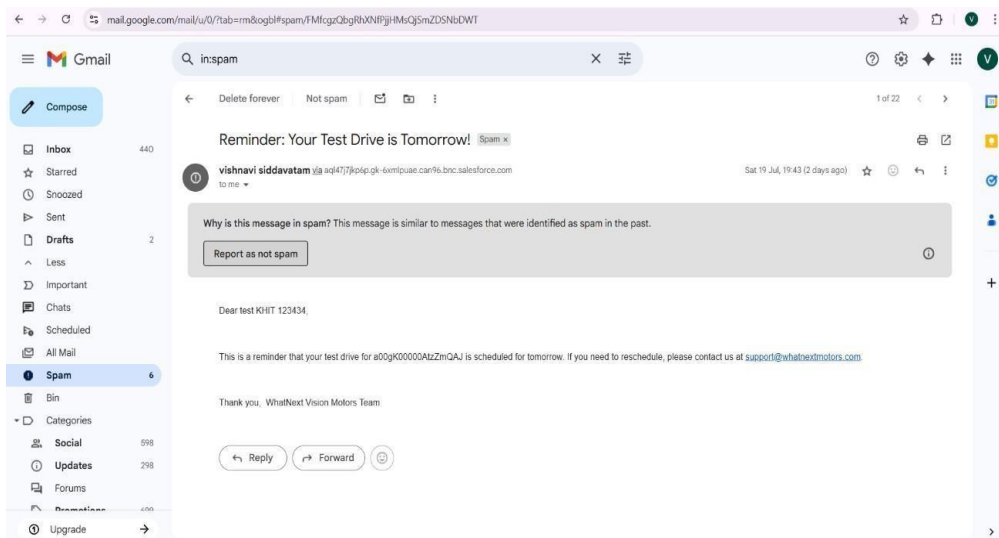 mail.google.com/mail/u/0/?tab=rm&ogbl#spam/FMfcgzQbgRhXNfPjjHMsQjSmZDSNbDWT
V
Gmail
in:spam
V
Compose
Delete forever Not spam
1 of 22
Inbox 440
Starred
Snoozed
Sent
Drafts 2
Less
Important
Chats
Scheduled
All Mail
Spam 6
Bin
Categories
Social 598
Updates 298
Forums
Promotions
Upgrade
Reminder: Your Test Drive is Tomorrow! Spam x
vishnavi siddavatam via aql47j7jkp6p.gk-6xmlpuae.can96.bnc.salesforce.com
Sat 19 Jul, 19:43 (2 days ago)
to me
Why is this message in spam? This message is similar to messages that were identified as spam in the past.
Report as not spam
Dear test KHIT 123434,
This is a reminder that your test drive for a00gK00000AtzZmQAJ is scheduled for tomorrow. If you need to reschedule, please contact us at support@whatnextmotors.com.
Thank you, WhatNext Vision Motors Team
Reply Forward